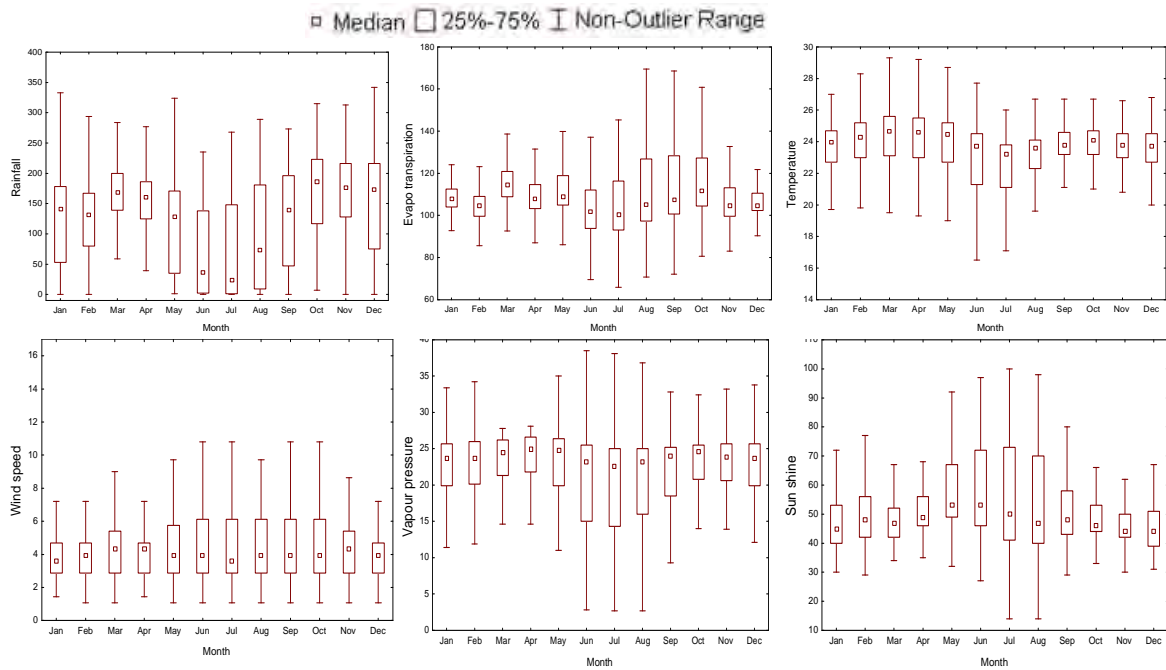 Median 25%-75% Non-Outlier Range
Rainfall
400
350
300
250
200
150
100
50
0
Jan Feb Mar Apr May Jun Jul Aug Sep Oct Nov Dec
Month
Evapo transpiration
180
160
140
120
100
80
60
Jan Feb Mar Apr May Jun Jul Aug Sep Oct Nov Dec
Month
Temperature
30
28
26
24
22
20
18
16
14
Jan Feb Mar Apr May Jun Jul Aug Sep Oct Nov Dec
Month
Wind speed
16
14
12
10
8
6
4
2
0
Jan Feb Mar Apr May Jun Jul Aug Sep Oct Nov Dec
Month
Vapour pressure
40
35
30
25
20
15
10
5
0
Jan Feb Mar Apr May Jun Jul Aug Sep Oct Nov Dec
Month
Sun shine
110
100
90
80
70
60
50
40
30
20
10
Jan Feb Mar Apr May Jun Jul Aug Sep Oct Nov Dec
Month